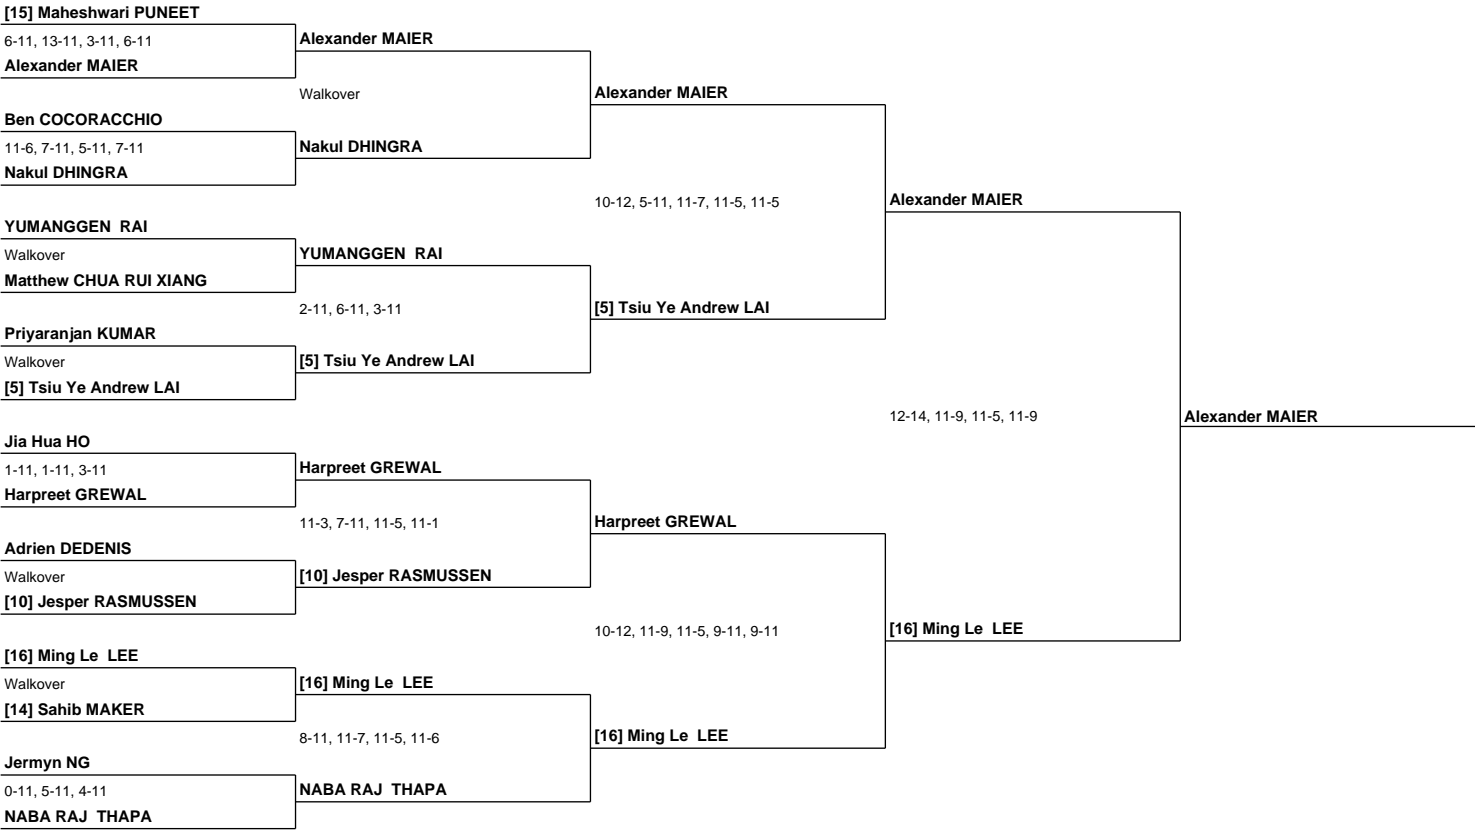 [15] Maheshwari PUNEET
6-11, 13-11, 3-11, 6-11
Alexander MAIER
Ben COCORACCHIO
11-6, 7-11, 5-11, 7-11
Nakul DHINGRA
YUMANGGEN  RAI
Walkover
Matthew CHUA RUI XIANG
Priyaranjan KUMAR
Walkover
[5] Tsiu Ye Andrew LAI
Jia Hua HO
1-11, 1-11, 3-11
Harpreet GREWAL
Adrien DEDENIS
Walkover
[10] Jesper RASMUSSEN
[16] Ming Le  LEE
Walkover
[14] Sahib MAKER
Jermyn NG
0-11, 5-11, 4-11
NABA RAJ  THAPA
Alexander MAIER
Walkover
Nakul DHINGRA
YUMANGGEN  RAI
2-11, 6-11, 3-11
[5] Tsiu Ye Andrew LAI
Harpreet GREWAL
11-3, 7-11, 11-5, 11-1
[10] Jesper RASMUSSEN
[16] Ming Le  LEE
8-11, 11-7, 11-5, 11-6
NABA RAJ  THAPA
Alexander MAIER
10-12, 5-11, 11-7, 11-5, 11-5
[5] Tsiu Ye Andrew LAI
Harpreet GREWAL
10-12, 11-9, 11-5, 9-11, 9-11
[16] Ming Le  LEE
Alexander MAIER
12-14, 11-9, 11-5, 11-9
[16] Ming Le  LEE
Alexander MAIER